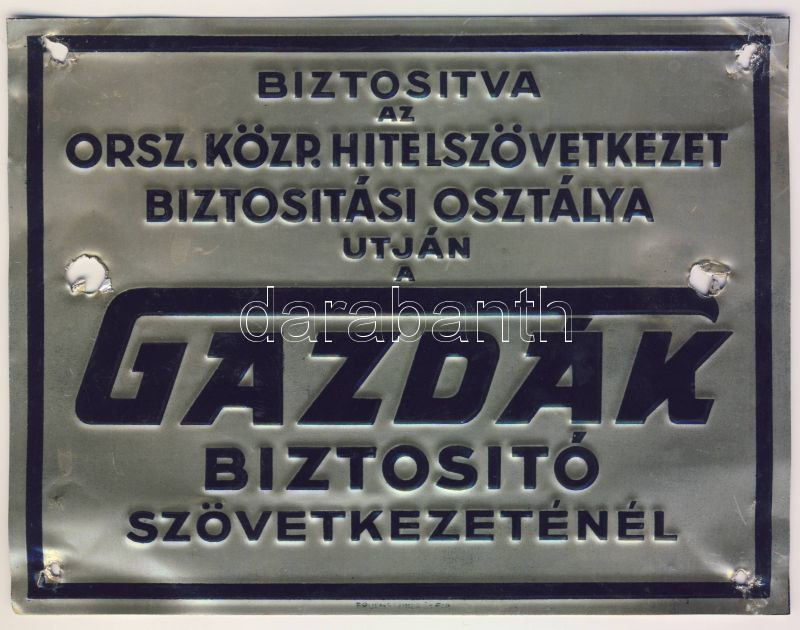 BIZTOSITVA
AZ
ORSZ. KÖZP. HITELSZÖVETKEZET
BIZTOSITÁSI OSZTÁLYA
UTJÁN
A
darabanth
GAZDÁK
BIZTOSITÓ
SZÖVETKEZETÉNÉL